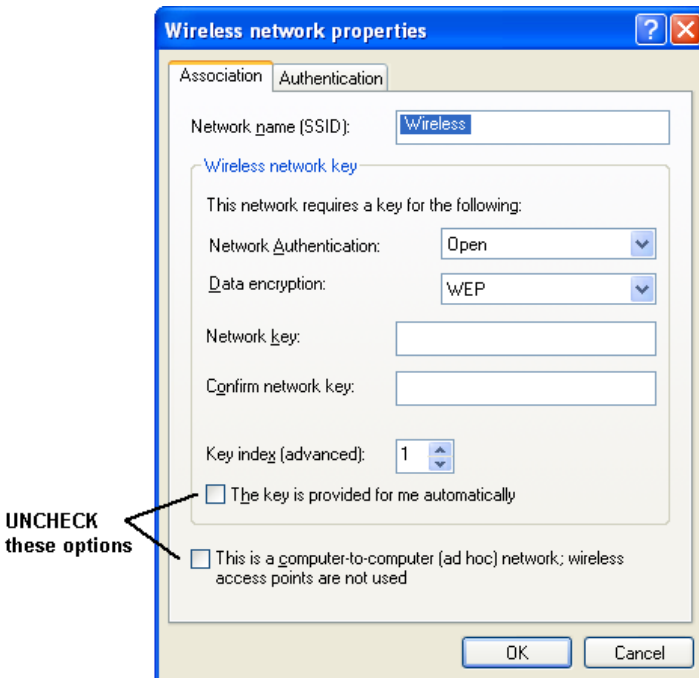 Wireless network properties
Association Authentication
Network name (SSID): Wireless
Wireless network key
This network requires a key for the following:
Network Authentication: Open
Data encryption: WEP
Network key:
Confirm network key:
Key index (advanced): 1
The key is provided for me automatically
UNCHECK
these options
This is a computer-to-computer (ad hoc) network; wireless
access points are not used
OK Cancel